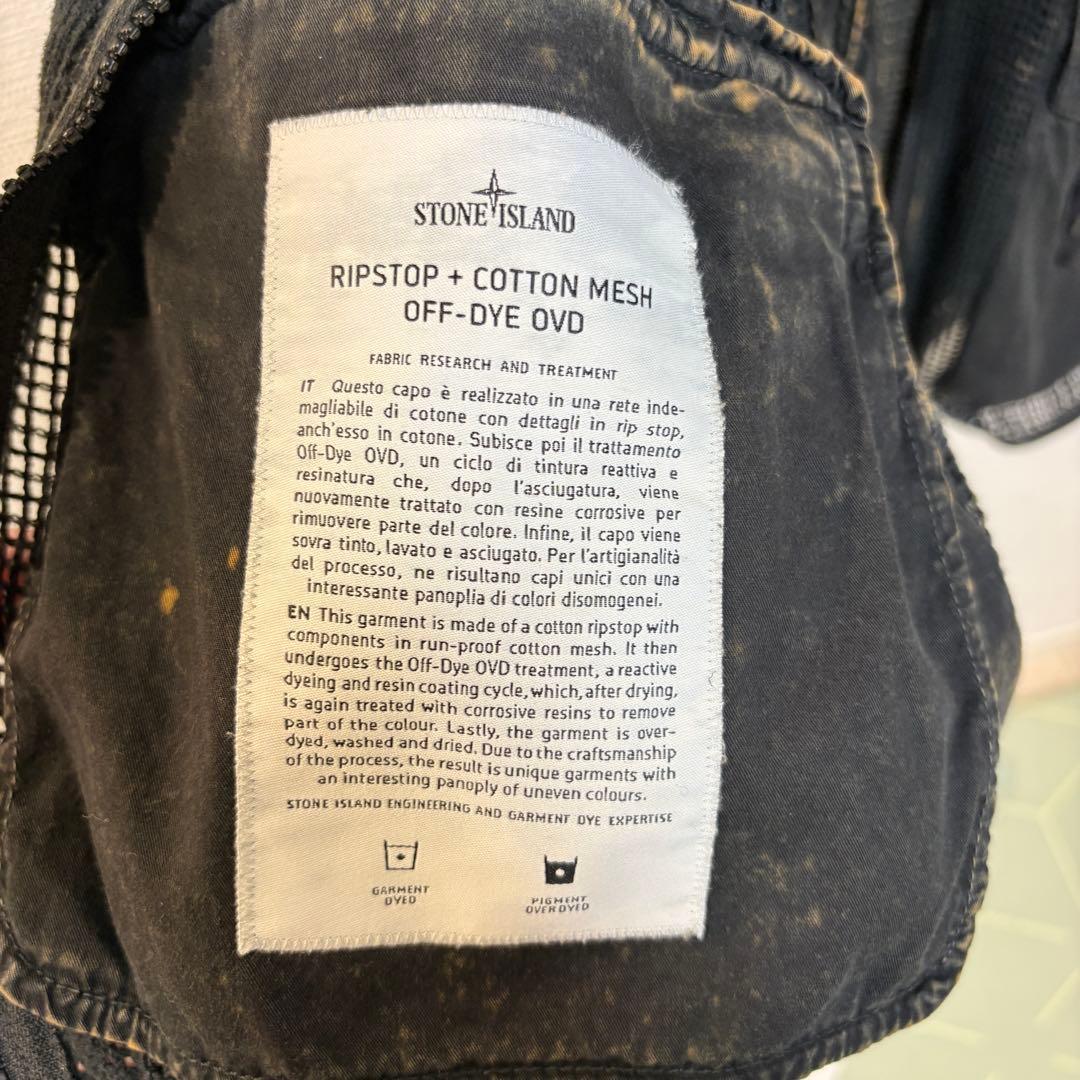 STONE ISLAND
RIPSTOP + COTTON MESH
OFF-DYE OVD
FABRIC RESEARCH AND TREATMENT
IT Questo capo è realizzato in una rete inde-
magliabile di cotone con dettagli in rip stop,
anch'esso in cotone. Subisce poi il trattamento
Off-Dye OVD, un ciclo di tintura reattiva e
resinatura che, dopo l'asciugatura, viene
nuovamente trattato con resine corrosive per
rimuovere parte del colore. Infine, il capo viene
sovra tinto, lavato e asciugato. Per l'artigianalità
del processo, ne risultano capi unici con una
interessante panoplia di colori disomogenei.
EN This garment is made of a cotton ripstop with
components in run-proof cotton mesh. It then
undergoes the Off-Dye OVD treatment, a reactive
dyeing and resin coating cycle, which, after drying,
is again treated with corrosive resins to remove
part of the colour. Lastly, the garment is over-
dyed, washed and dried. Due to the craftsmanship
of the process, the result is unique garments with
an interesting panoply of uneven colours.
STONE ISLAND ENGINEERING AND GARMENT DYE EXPERTISE
GARMENT
DYED
PIGMENT
OVERDYED